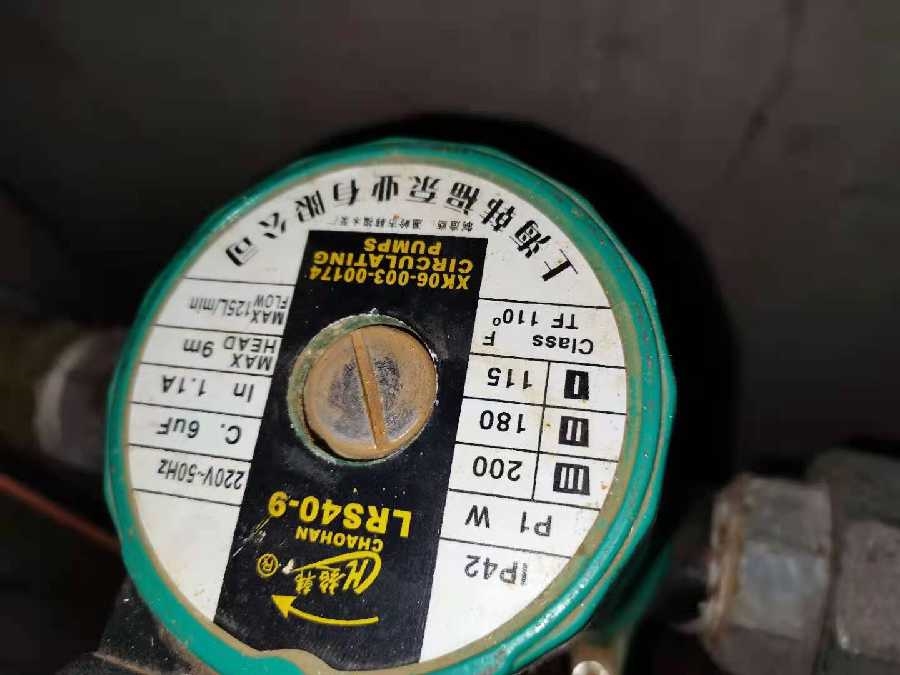 超韩®
CHAOHAN
LRS40-9
IP42
P1 W
III 200
II 180
I 115
Class F
TF 110°
220V~50Hz
C. 6uF
In 1.1A
MAX HEAD 9m
MAX FLOW 125L/min
XK06-003-00174
CIRCULATING
PUMPS
上海韩福泵业有限公司